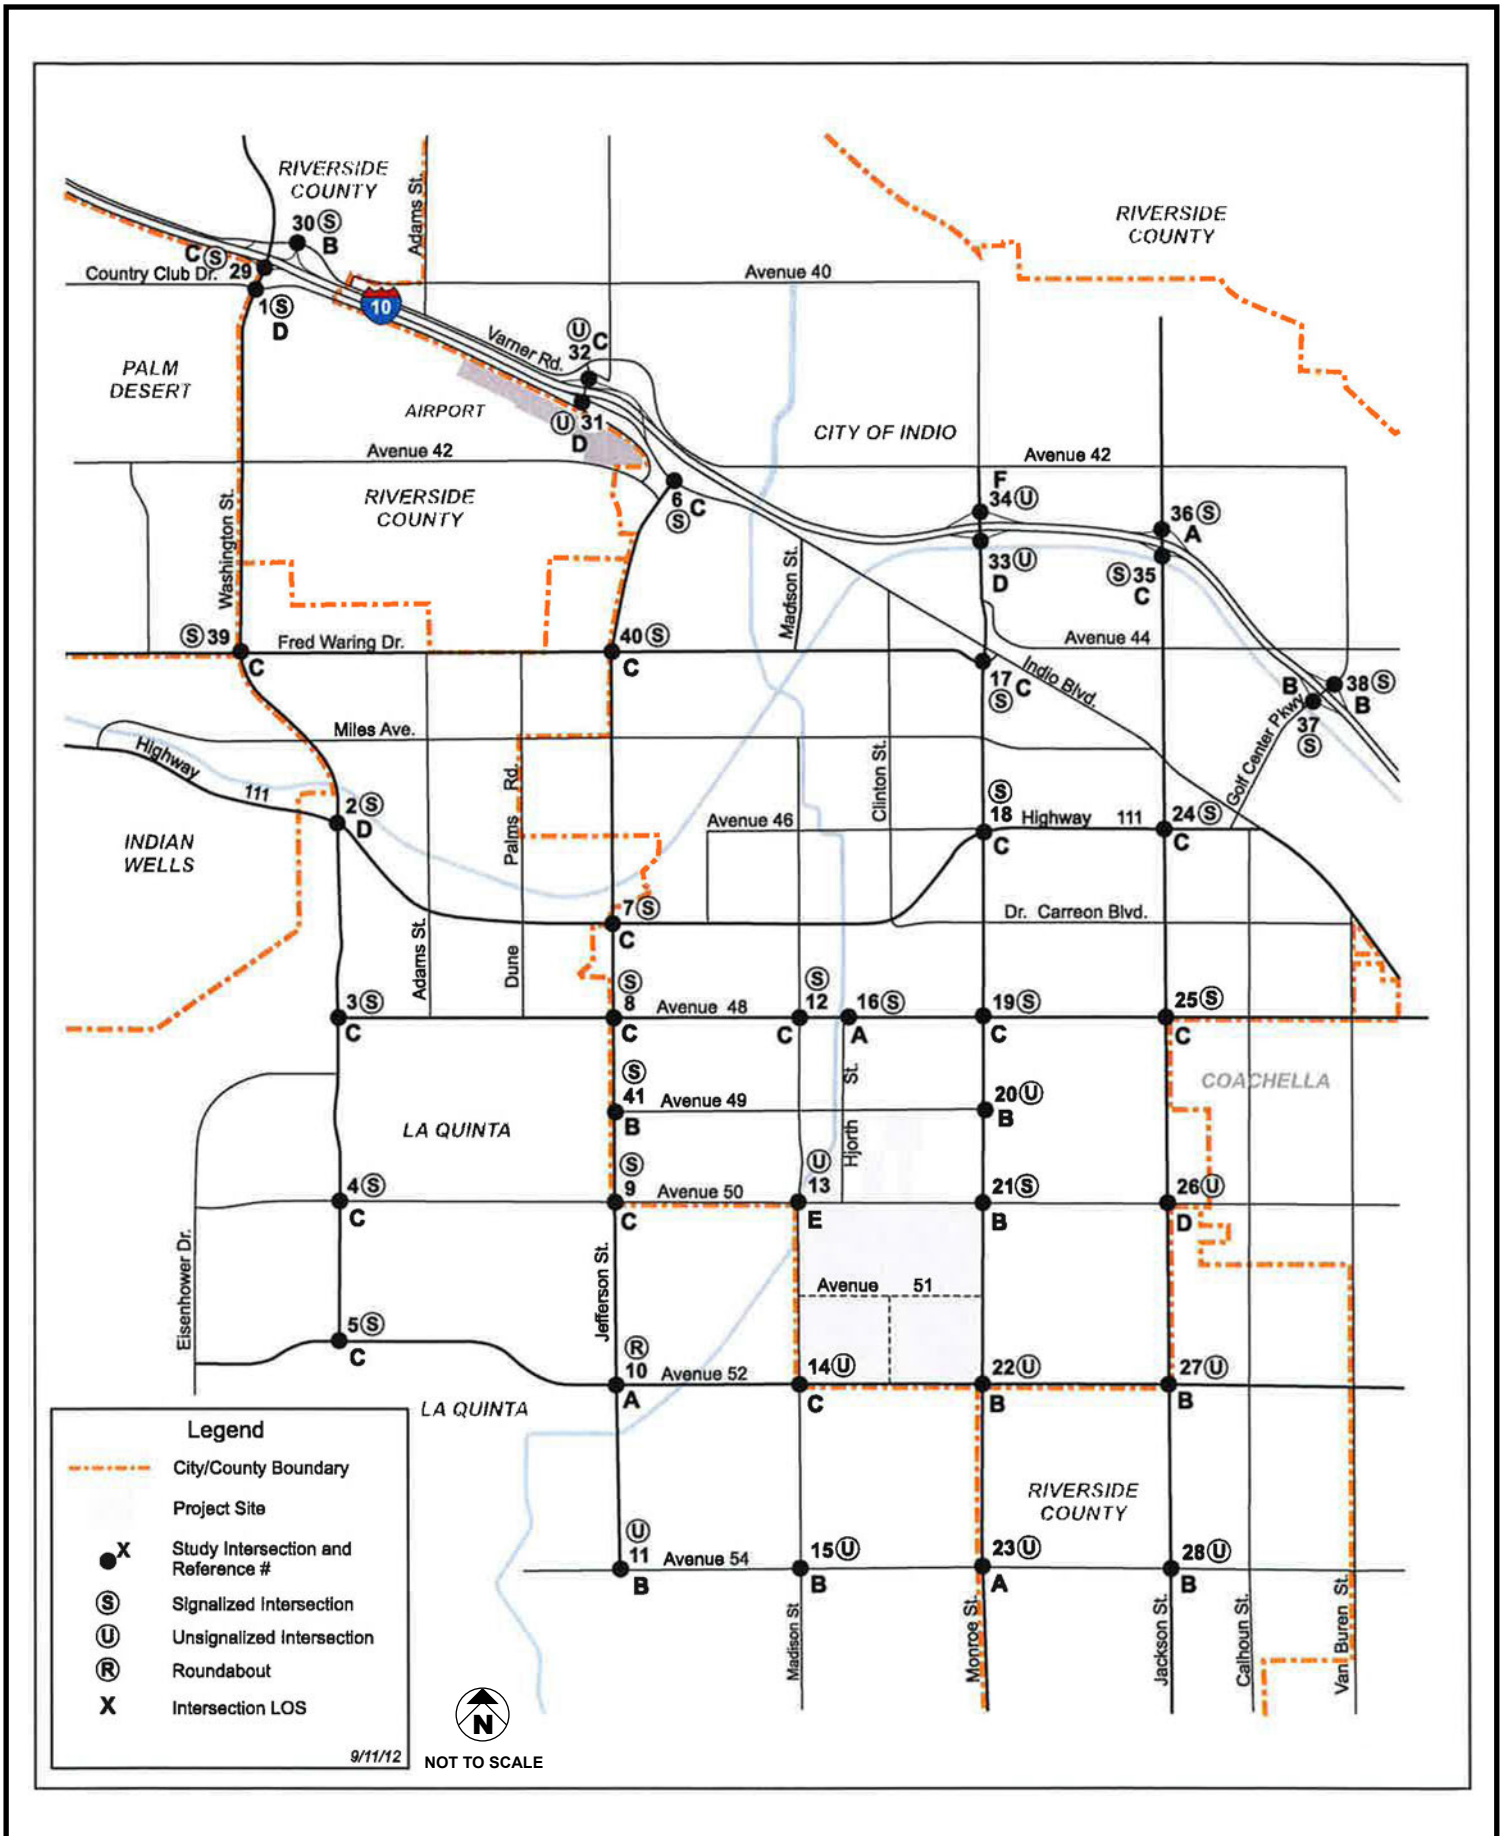 RIVERSIDE
COUNTY
Adams St.
RIVERSIDE
COUNTY
30 S
B
C S
29
Country Club Dr.
1 S
D
10
Avenue 40
Varner Rd.
U
C
32
PALM
DESERT
AIRPORT
U 31
D
CITY OF INDIO
Avenue 42
Avenue 42
RIVERSIDE
COUNTY
Washington St.
6
C
S
F
34 U
33 U
D
36 S
A
S 35
C
Madison St.
S 39
C
Fred Waring Dr.
40 S
C
Avenue 44
17
C
S
Indio Blvd.
B
38 S
B
37
S
Golf Center Pkwy
Miles Ave.
Highway
111
Palms Rd.
Clinton St.
2 S
D
INDIAN
WELLS
Avenue 46
S
18
C
Highway 111
24 S
C
7 S
C
Dr. Carreon Blvd.
Adams St.
Dune
3 S
C
S
8
C
Avenue 48
S
12
C
16 S
A
19 S
C
25 S
C
COACHELLA
S
41
B
Avenue 49
St.
20 U
B
LA QUINTA
Hjorth
4 S
C
S
9
C
Avenue 50
U
13
E
21 S
B
26 U
D
Eisenhower Dr.
Jefferson St.
Avenue 51
5 S
C
R
10
A
Avenue 52
14 U
C
22 U
B
27 U
B
LA QUINTA
RIVERSIDE
COUNTY
U
11
B
Avenue 54
15 U
B
23 U
A
28 U
B
Madison St
Monroe St.
Jackson St.
Calhoun St.
Van Buren St.
Legend
City/County Boundary
Project Site
X
Study Intersection and
Reference #
S Signalized Intersection
U Unsignalized Intersection
R Roundabout
X Intersection LOS
9/11/12
N
NOT TO SCALE